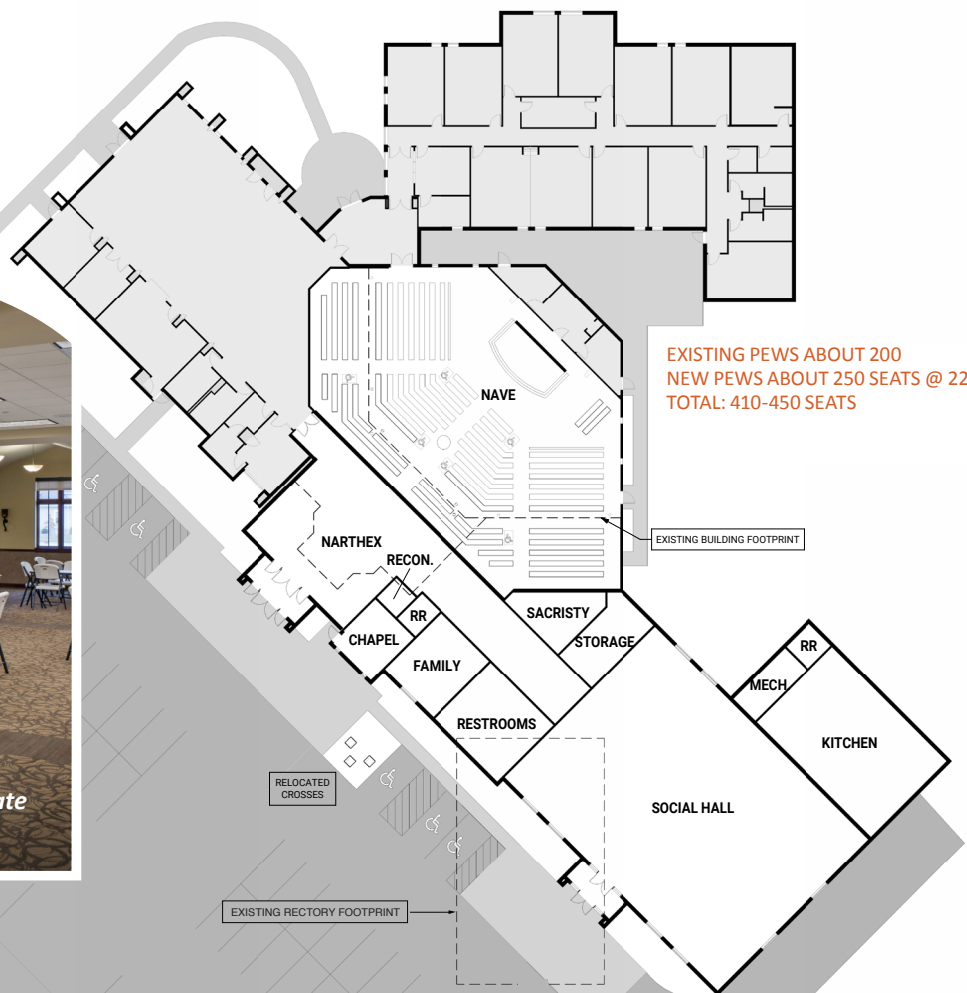 EXISTING PEWS ABOUT 200
NEW PEWS ABOUT 250 SEATS @ 22
TOTAL: 410-450 SEATS
NAVE
EXISTING BUILDING FOOTPRINT
NARTHEX
RECON.
RR
CHAPEL
SACRISTY
STORAGE
FAMILY
RESTROOMS
RR
MECH
KITCHEN
RELOCATED
CROSSES
SOCIAL HALL
EXISTING RECTORY FOOTPRINT